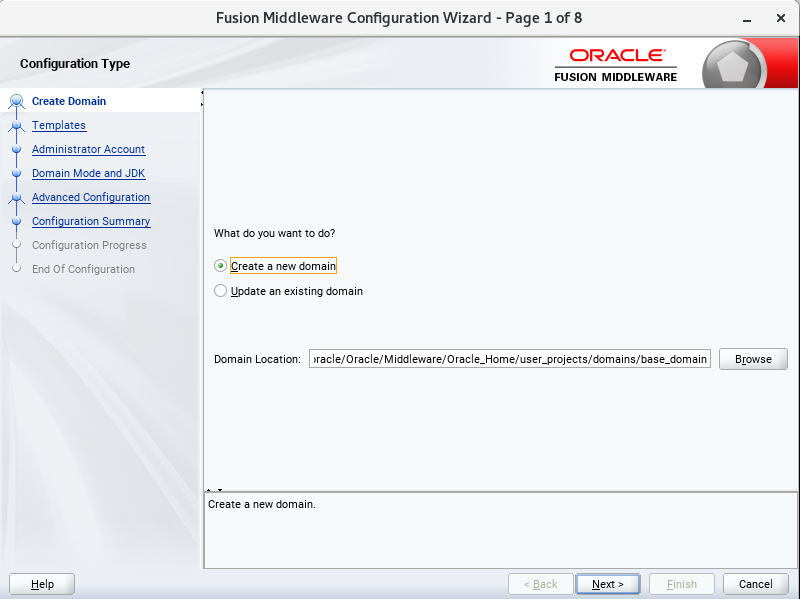 Fusion Middleware Configuration Wizard - Page 1 of 8
Configuration Type
ORACLE
FUSION MIDDLEWARE
Create Domain
Templates
Administrator Account
Domain Mode and JDK
Advanced Configuration
Configuration Summary
Configuration Progress
End Of Configuration
What do you want to do?
Create a new domain
Update an existing domain
Domain Location: racle/Oracle/Middleware/Oracle_Home/user_projects/domains/base_domain Browse
Create a new domain.
Help < Back Next > Finish Cancel